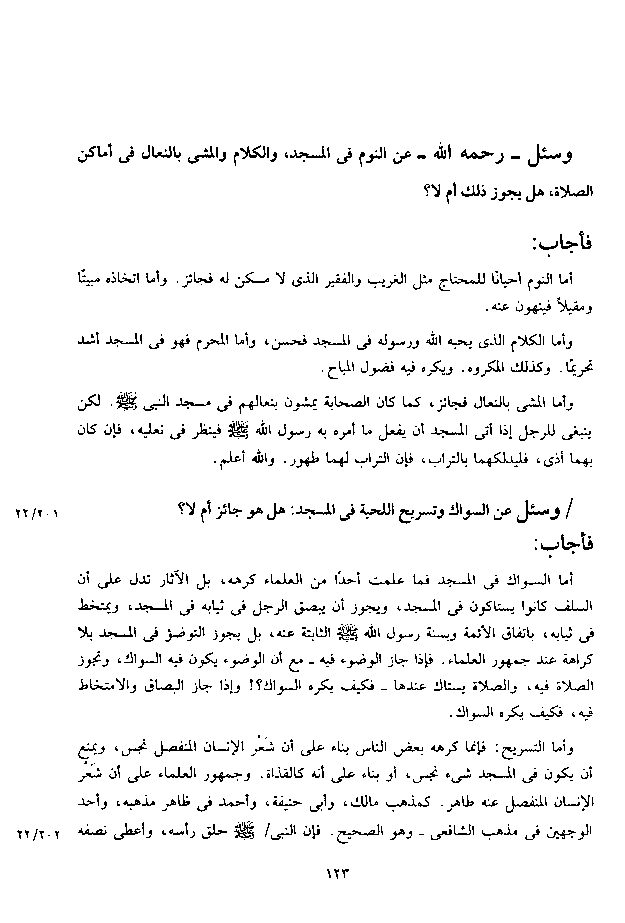 وسئل ـ رحمه الله ـ عن النوم فى المسجد، والكلام والمشى بالنعال فى أماكن
الصلاة، هل يجوز ذلك أم لا؟
فأجاب:
أما النوم أحيانًا للمحتاج مثل الغريب والفقير الذى لا مسكن له فجائز. وأما اتخاذه مبيتًا
ومقيلاً فينهون عنه.
وأما الكلام الذى يحبه الله ورسوله فى المسجد فحسن، وأما المحرم فهو فى المسجد أشد
تحريمًا. وكذلك المكروه. ويكره فيه فضول المباح.
وأما المشى بالنعال فجائز، كما كان الصحابة يمشون بنعالهم فى مسجد النبى ﷺ. لكن
ينبغى للرجل إذا أتى المسجد أن يفعل ما أمره به رسول الله ﷺ فينظر فى نعليه، فإن كان
بهما أذى، فليدلكهما بالتراب، فإن التراب لهما طهور. والله أعلم.
/ وسئل عن السواك وتسريح اللحية فى المسجد: هل هو جائز أم لا؟ ٢٢/٢٠١
فأجاب:
أما السواك فى المسجد فما علمت أحدًا من العلماء كرهه، بل الآثار تدل على أن
السلف كانوا يستاكون فى المسجد، ويجوز أن يبصق الرجل فى ثيابه فى المسجد، ويمتخط
فى ثيابه، باتفاق الأئمة وبسنة رسول الله ﷺ الثابتة عنه، بل يجوز التوضؤ فى المسجد بلا
كراهة عند جمهور العلماء. فإذا جاز الوضوء فيه ـ مع أن الوضوء يكون فيه السواك، وتجوز
الصلاة فيه، والصلاة يستاك عندها ـ فكيف يكره السواك؟! وإذا جاز البصاق والامتخاط
فيه، فكيف يكره السواك.
وأما التسريح: فإنما كرهه بعض الناس بناء على أن شَعْر الإنسان المنفصل نجس، ويمنع
أن يكون فى المسجد شىء نجس، أو بناء على أنه كالقذاة. وجمهور العلماء على أن شَعْر
الإنسان المنفصل عنه طاهر. كمذهب مالك، وأبى حنيفة، وأحمد فى ظاهر مذهبه، وأحد
الوجهين فى مذهب الشافعى ـ وهو الصحيح. فإن النبى/ ﷺ حلق رأسه، وأعطى نصفه ٢٢/٢٠٢
١٢٣